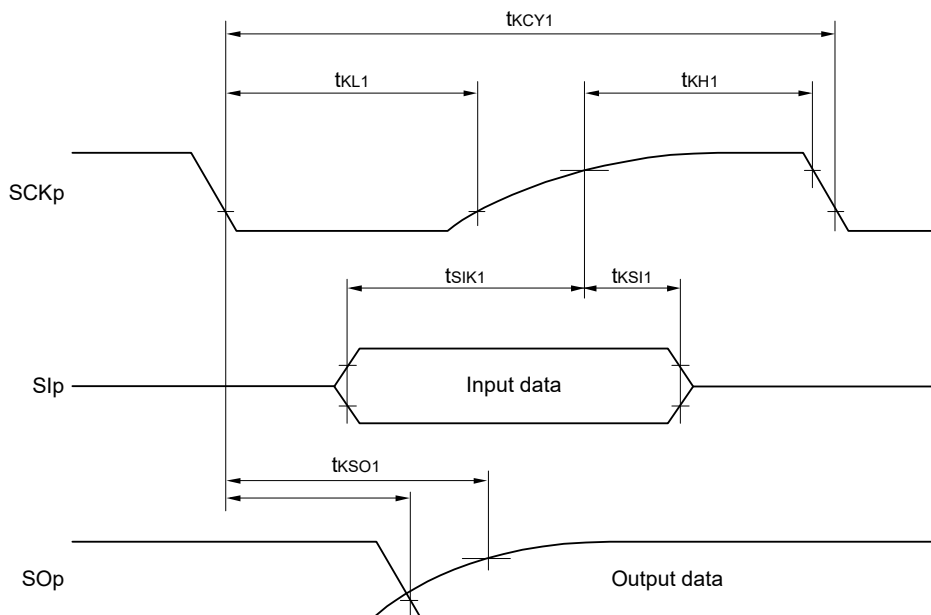 tKCY1
tKL1
tKH1
SCKp
tSIK1
tKSI1
SIp
Input data
tKSO1
SOp
Output data